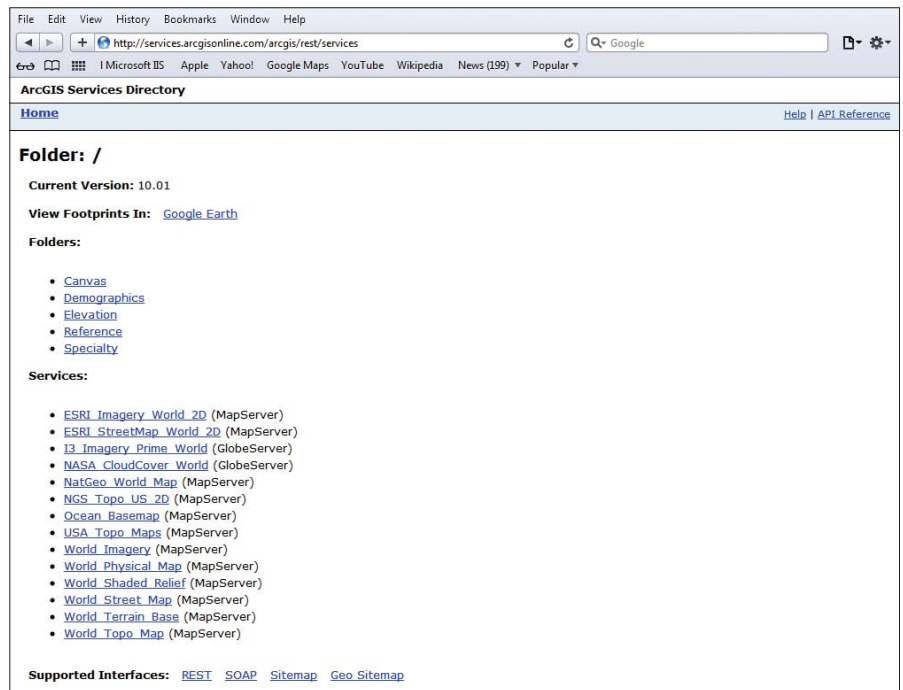 File Edit View History Bookmarks Window Help
http://services.arcgisonline.com/arcgis/rest/services Google
I Microsoft IIS Apple Yahoo! Google Maps YouTube Wikipedia News (199) Popular
ArcGIS Services Directory
Home Help | API Reference
Folder: /
Current Version: 10.01
View Footprints In: Google Earth
Folders:
• Canvas
• Demographics
• Elevation
• Reference
• Specialty
Services:
• ESRI_Imagery_World_2D (MapServer)
• ESRI_StreetMap_World_2D (MapServer)
• I3_Imagery_Prime_World (GlobeServer)
• NASA_CloudCover_World (GlobeServer)
• NatGeo_World_Map (MapServer)
• NGS_Topo_US_2D (MapServer)
• Ocean_Basemap (MapServer)
• USA_Topo_Maps (MapServer)
• World_Imagery (MapServer)
• World_Physical_Map (MapServer)
• World_Shaded_Relief (MapServer)
• World_Street_Map (MapServer)
• World_Terrain_Base (MapServer)
• World_Topo_Map (MapServer)
Supported Interfaces: REST SOAP Sitemap Geo Sitemap